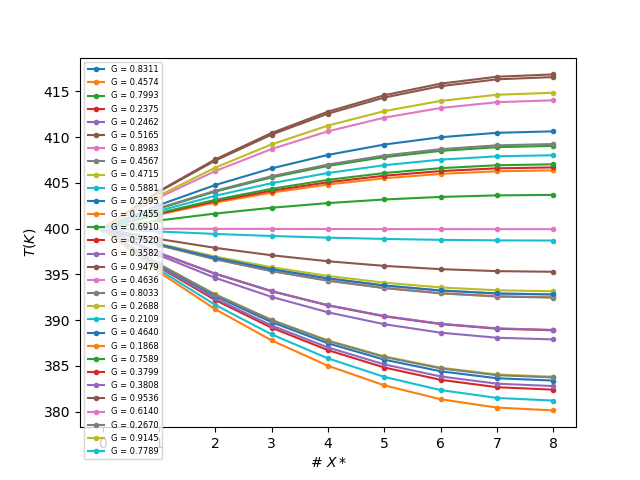 G = 0.8311
G = 0.4574
G = 0.7993
G = 0.2375
G = 0.2462
G = 0.5165
G = 0.8983
G = 0.4567
G = 0.4715
G = 0.5881
G = 0.2595
G = 0.7455
G = 0.6910
G = 0.7520
G = 0.3582
G = 0.9479
G = 0.4636
G = 0.8033
G = 0.2688
G = 0.2109
G = 0.4640
G = 0.1868
G = 0.7589
G = 0.3799
G = 0.3808
G = 0.9536
G = 0.6140
G = 0.2670
G = 0.9145
G = 0.7789
415
410
405
400
395
390
385
380
T(K)
0 2 3 4 5 6 7 8
# X*